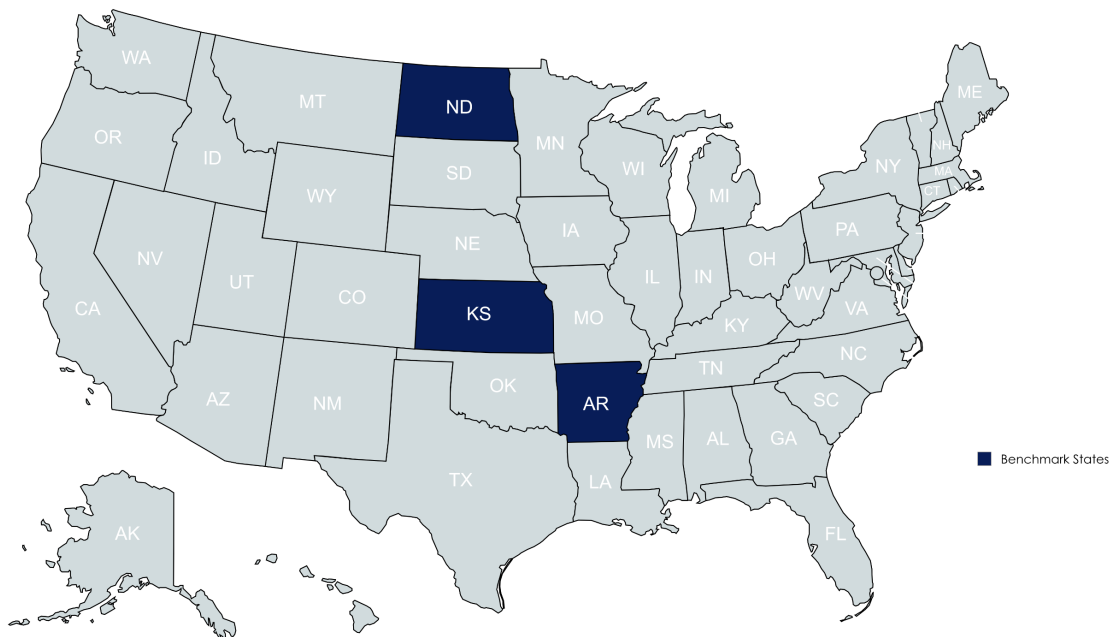 WA
MT
ND
MN
ME
OR
ID
SD
WI
MI
NY
NH
MA
CT
WY
NE
IA
PA
NV
UT
CO
KS
MO
IL
IN
OH
WV
VA
CA
KY
AZ
NM
OK
AR
TN
NC
SC
MS
AL
GA
TX
LA
Benchmark States
AK
FL